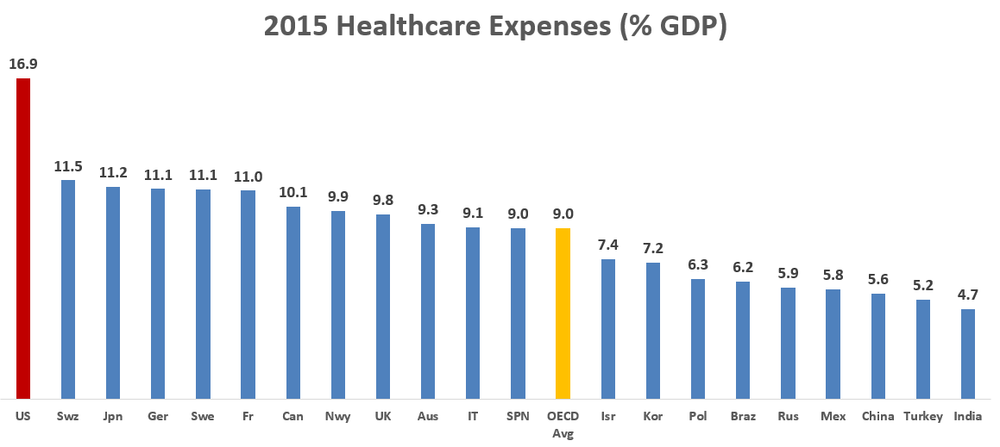 2015 Healthcare Expenses (% GDP)
16.9
11.5
11.2
11.1
11.1
11.0
10.1
9.9
9.8
9.3
9.1
9.0
9.0
7.4
7.2
6.3
6.2
5.9
5.8
5.6
5.2
4.7
US
Swz
Jpn
Ger
Swe
Fr
Can
Nwy
UK
Aus
IT
SPN
OECD
Avg
Isr
Kor
Pol
Braz
Rus
Mex
China
Turkey
India